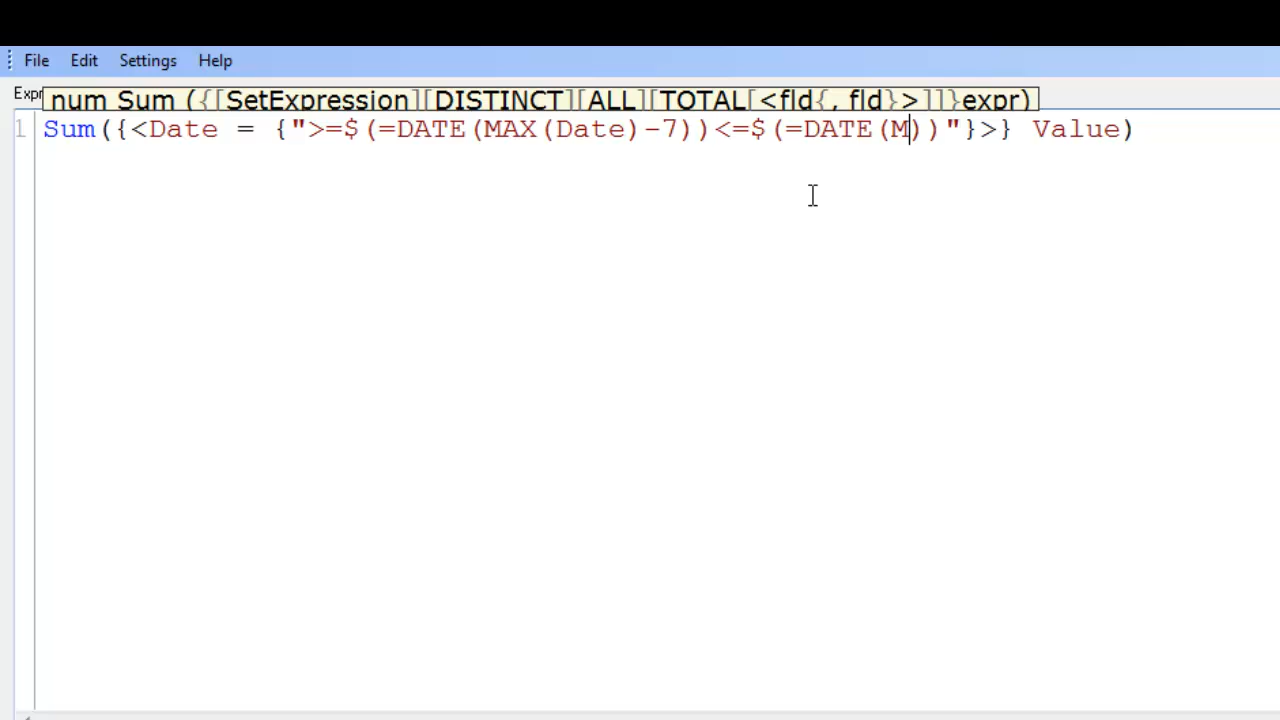 File Edit Settings Help
Expr
num Sum ({[SetExpression][DISTINCT][ALL][TOTAL[<fld{, fld}>]]}expr)
1 Sum({<Date = {">=$(=DATE(MAX(Date)-7))<=$(=DATE(M))"}>} Value)